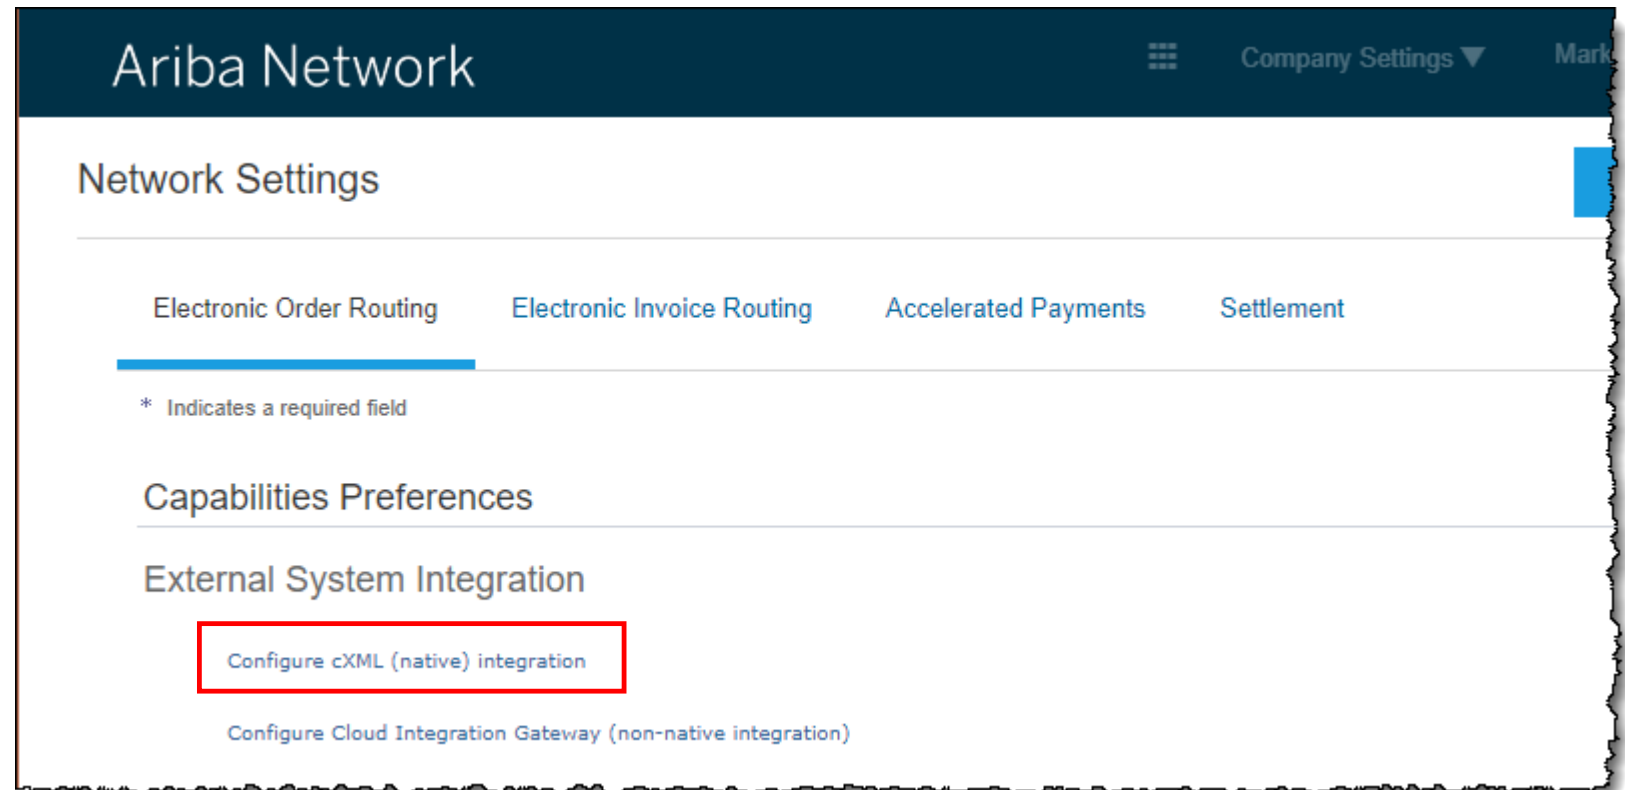 Ariba Network
Company Settings ▼
Mark
Network Settings
Electronic Order Routing
Electronic Invoice Routing
Accelerated Payments
Settlement
* Indicates a required field
Capabilities Preferences
External System Integration
Configure cXML (native) integration
Configure Cloud Integration Gateway (non-native integration)